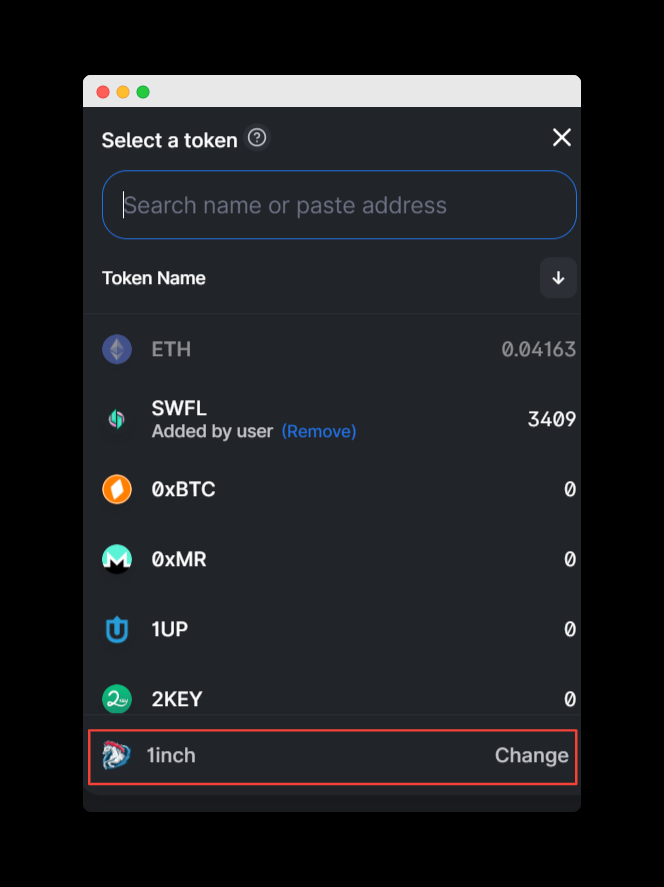 Select a token ?
Search name or paste address
Token Name
ETH 0.04163
SWFL 3409
Added by user (Remove)
0xBTC 0
0xMR 0
1UP 0
2KEY 0
1inch Change